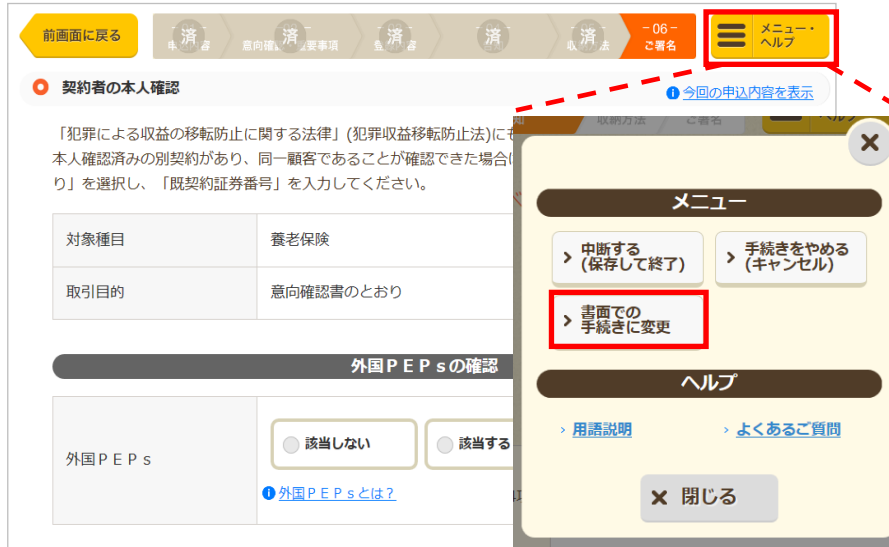 前画面に戻る
済
済
済
済
済
- 06 -
ご署名
メニュー・
ヘルプ
契約者の本人確認
今回の申込内容を表示
「犯罪による収益の移転防止に関する法律」(犯罪収益移転防止法)に
本人確認済みの別契約があり、同一顧客であることが確認できた場合
り」を選択し、「既契約証券番号」を入力してください。
対象種目
養老保険
取引目的
意向確認書のとおり
外国PEPsの確認
外国PEPs
該当しない
該当する
外国PEPsとは?
収納方法
ご署名
メニュー
中断する
(保存して終了)
手続きをやめる
(キャンセル)
書面での
手続きに変更
ヘルプ
用語説明
よくあるご質問
閉じる